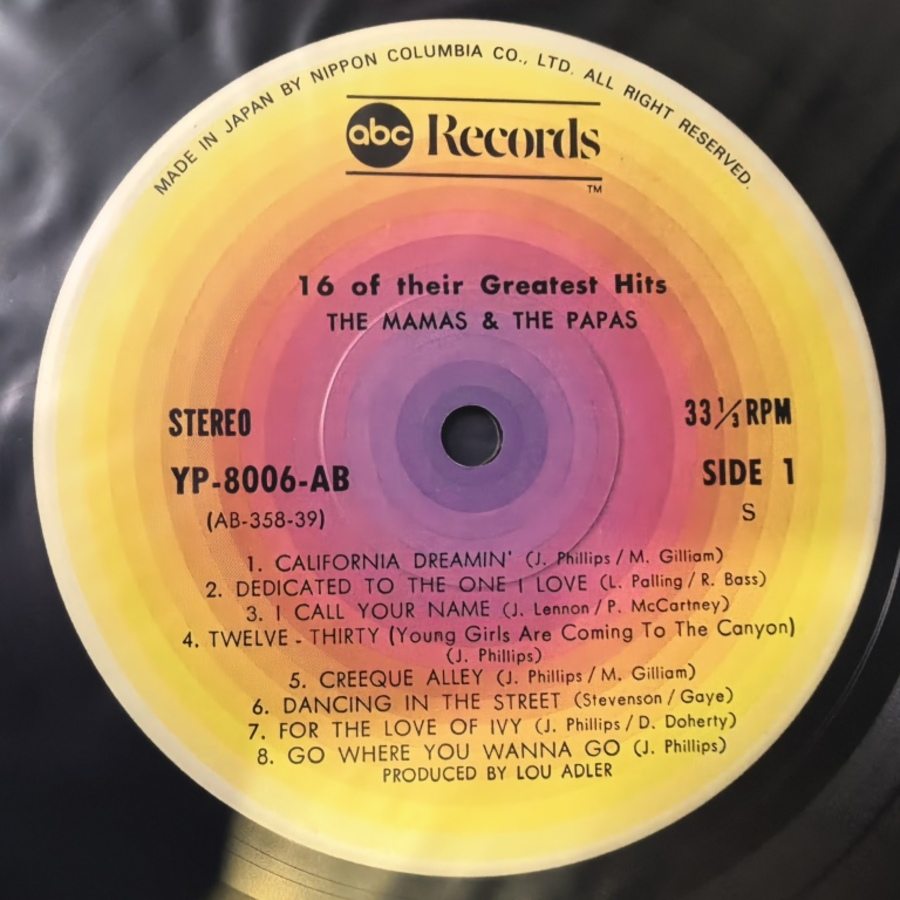 MADE IN JAPAN BY NIPPON COLUMBIA CO., LTD. ALL RIGHT RESERVED.
abc Records
TM
16 of their Greatest Hits
THE MAMAS & THE PAPAS
STEREO
33 1/3 RPM
YP-8006-AB
SIDE 1
(AB-358-39)
S
1. CALIFORNIA DREAMIN' (J. Phillips / M. Gilliam)
2. DEDICATED TO THE ONE I LOVE (L. Palling / R. Bass)
3. I CALL YOUR NAME (J. Lennon / P. McCartney)
4. TWELVE - THIRTY (Young Girls Are Coming To The Canyon)
(J. Phillips)
5. CREEQUE ALLEY (J. Phillips / M. Gilliam)
6. DANCING IN THE STREET (Stevenson / Gaye)
7. FOR THE LOVE OF IVY (J. Phillips / D. Doherty)
8. GO WHERE YOU WANNA GO (J. Phillips)
PRODUCED BY LOU ADLER